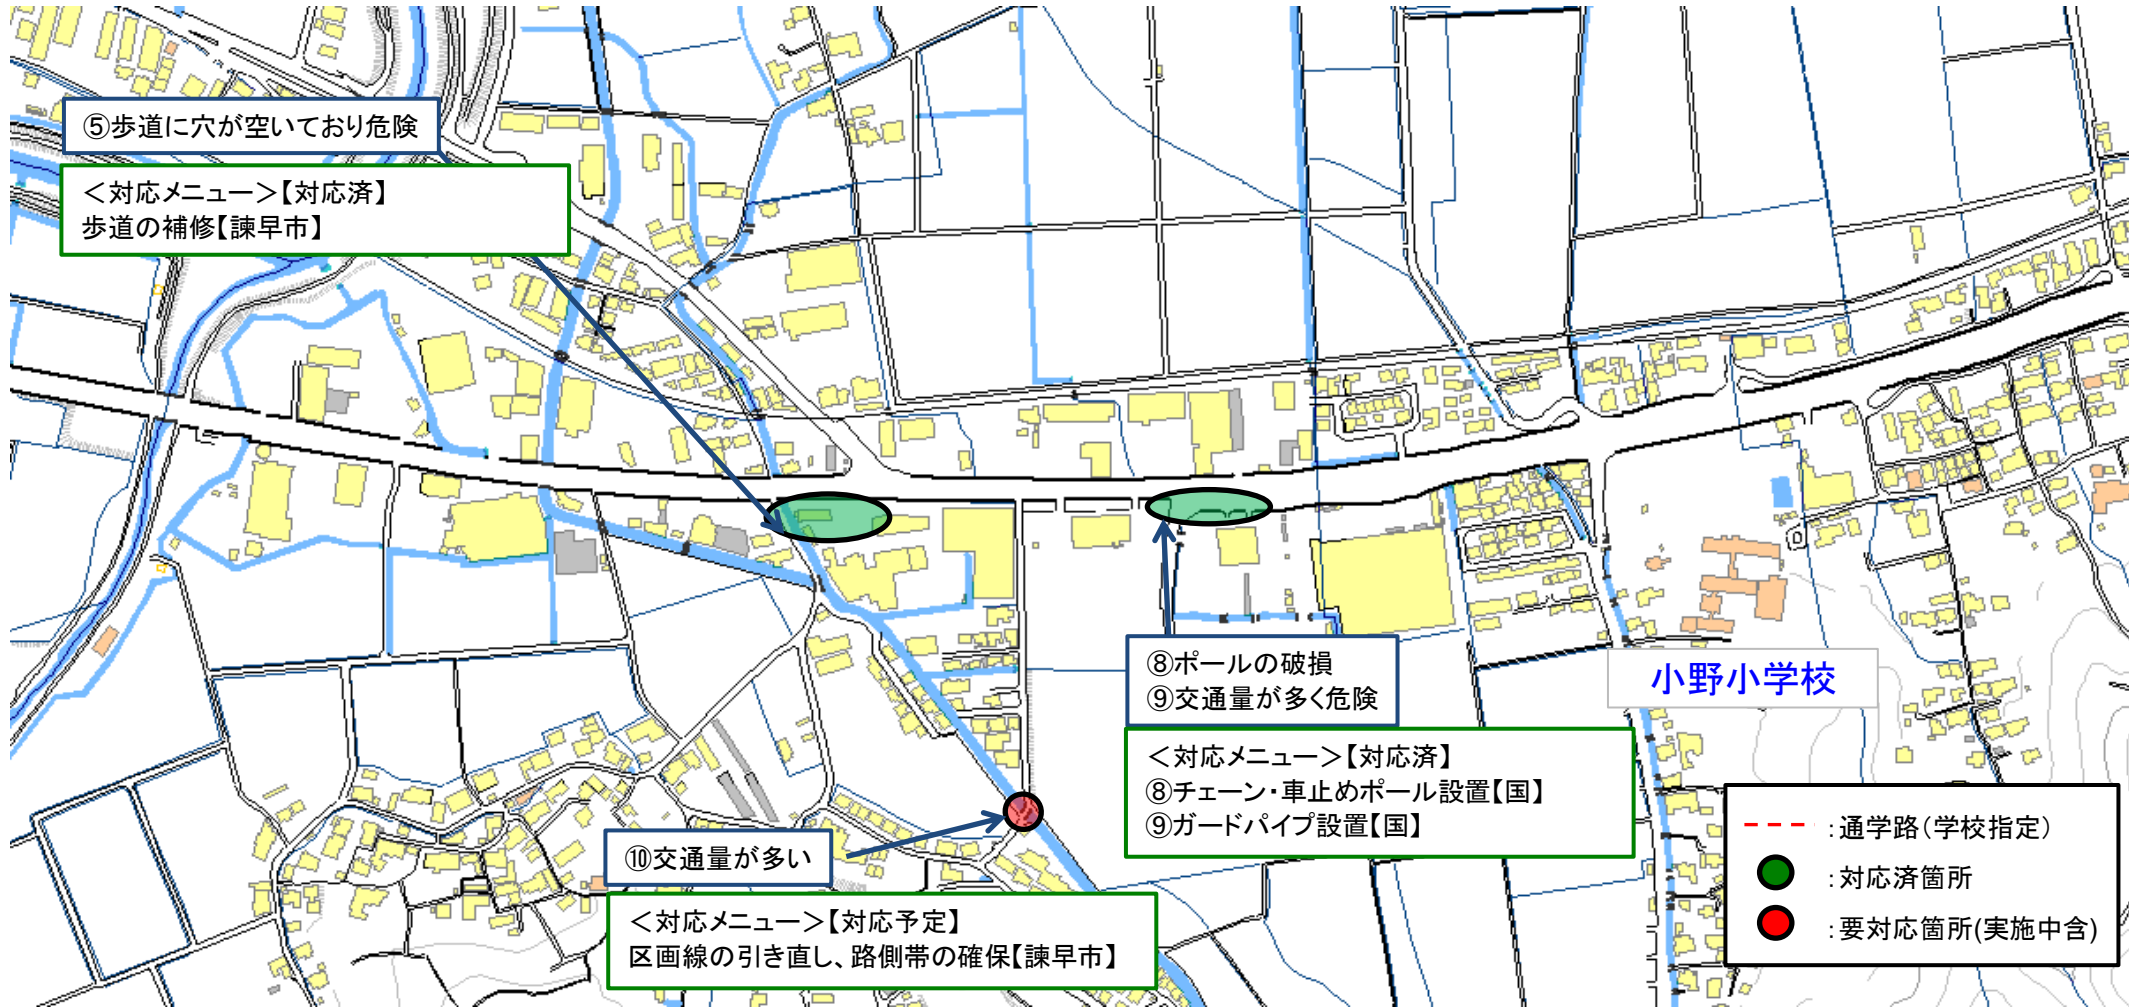 ⑤歩道に穴が空いており危険
＜対応メニュー＞【対応済】
歩道の補修【諫早市】
⑧ポールの破損
⑨交通量が多く危険
小野小学校
＜対応メニュー＞【対応済】
⑧チェーン・車止めポール設置【国】
⑨ガードパイプ設置【国】
⑩交通量が多い
＜対応メニュー＞【対応予定】
区画線の引き直し、路側帯の確保【諫早市】
：通学路（学校指定）
：対応済箇所
：要対応箇所(実施中含)